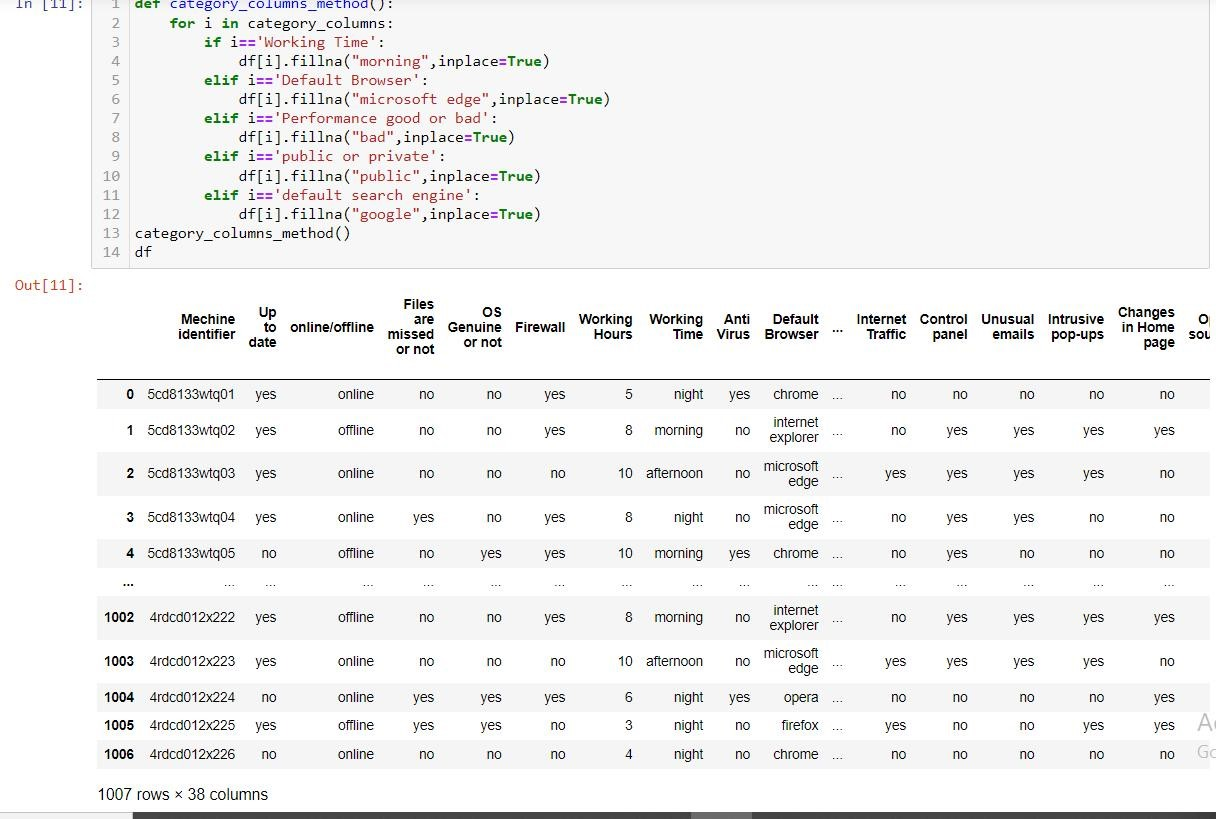 In [11]:
1 def category_columns_method():
2     for i in category_columns:
3         if i=='Working Time':
4             df[i].fillna("morning",inplace=True)
5         elif i=='Default Browser':
6             df[i].fillna("microsoft edge",inplace=True)
7         elif i=='Performance good or bad':
8             df[i].fillna("bad",inplace=True)
9         elif i=='public or private':
10             df[i].fillna("public",inplace=True)
11         elif i=='default search engine':
12             df[i].fillna("google",inplace=True)
13 category_columns_method()
14 df
Out[11]:
Mechine identifier Up to date online/offline Files are missed or not OS Genuine or not Firewall Working Hours Working Time Anti Virus Default Browser ... Internet Traffic Control panel Unusual emails Intrusive pop-ups Changes in Home page
0 5cd8133wtq01 yes online no no yes 5 night yes chrome ... no no no no no
1 5cd8133wtq02 yes offline no no yes 8 morning no internet explorer ... no yes yes yes yes
2 5cd8133wtq03 yes online no no no 10 afternoon no microsoft edge ... yes yes yes yes no
3 5cd8133wtq04 yes online yes no yes 8 night no microsoft edge ... no yes yes no no
4 5cd8133wtq05 no offline no yes yes 10 morning yes chrome ... no yes no no no
... ... ... ... ... ... ... ... ... ... ... ... ... ... ... ... ...
1002 4rdcd012x222 yes offline no no yes 8 morning no internet explorer ... no yes yes yes yes
1003 4rdcd012x223 yes online no no no 10 afternoon no microsoft edge ... yes yes yes yes no
1004 4rdcd012x224 no online yes yes yes 6 night yes opera ... no no no no yes
1005 4rdcd012x225 yes offline yes yes no 3 night no firefox ... yes no no yes yes
1006 4rdcd012x226 no online no no no 4 night no chrome ... no no no no no
1007 rows × 38 columns